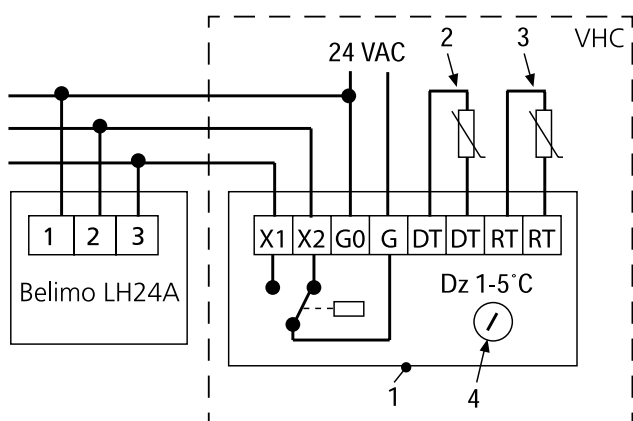 2 3 VHC
24 VAC
1 2 3
X1 X2 G0 G DT DT RT RT
Belimo LH24A
Dz 1-5°C
1 4